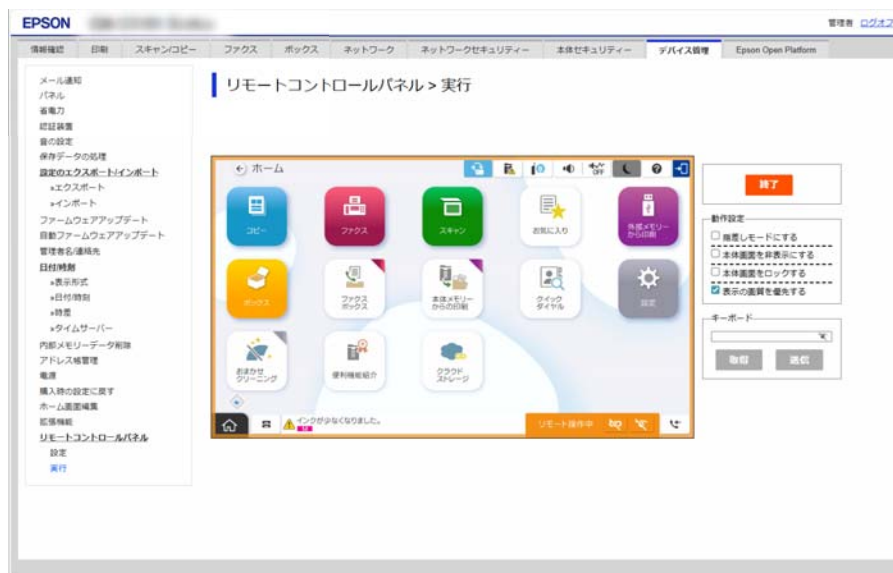 EPSON
管理者 ログオフ
情報確認 印刷 スキャン/コピー ファクス ボックス ネットワーク ネットワークセキュリティー 本体セキュリティー デバイス管理 Epson Open Platform
メール通知
パネル
省電力
認証装置
音の設定
保存データの処理
設定のエクスポート/インポート
»エクスポート
»インポート
ファームウェアアップデート
自動ファームウェアアップデート
管理者名/連絡先
日付/時刻
»表示形式
»日付/時刻
»時差
»タイムサーバー
内部メモリーデータ削除
アドレス帳管理
電源
購入時の設定に戻す
ホーム画面編集
拡張機能
リモートコントロールパネル
設定
実行
リモートコントロールパネル > 実行
ホーム
OFF
コピー
ファクス
スキャン
お気に入り
外部メモリー
から印刷
ボックス
ファクス
ボックス
本体メモリー
からの印刷
クイック
ダイヤル
設定
おまかせ
クリーニング
便利機能紹介
クラウド
ストレージ
インクが少なくなりました。
リモート操作中
終了
動作設定
指差しモードにする
本体画面を非表示にする
本体画面をロックする
表示の画質を優先する
キーボード
取得 送信